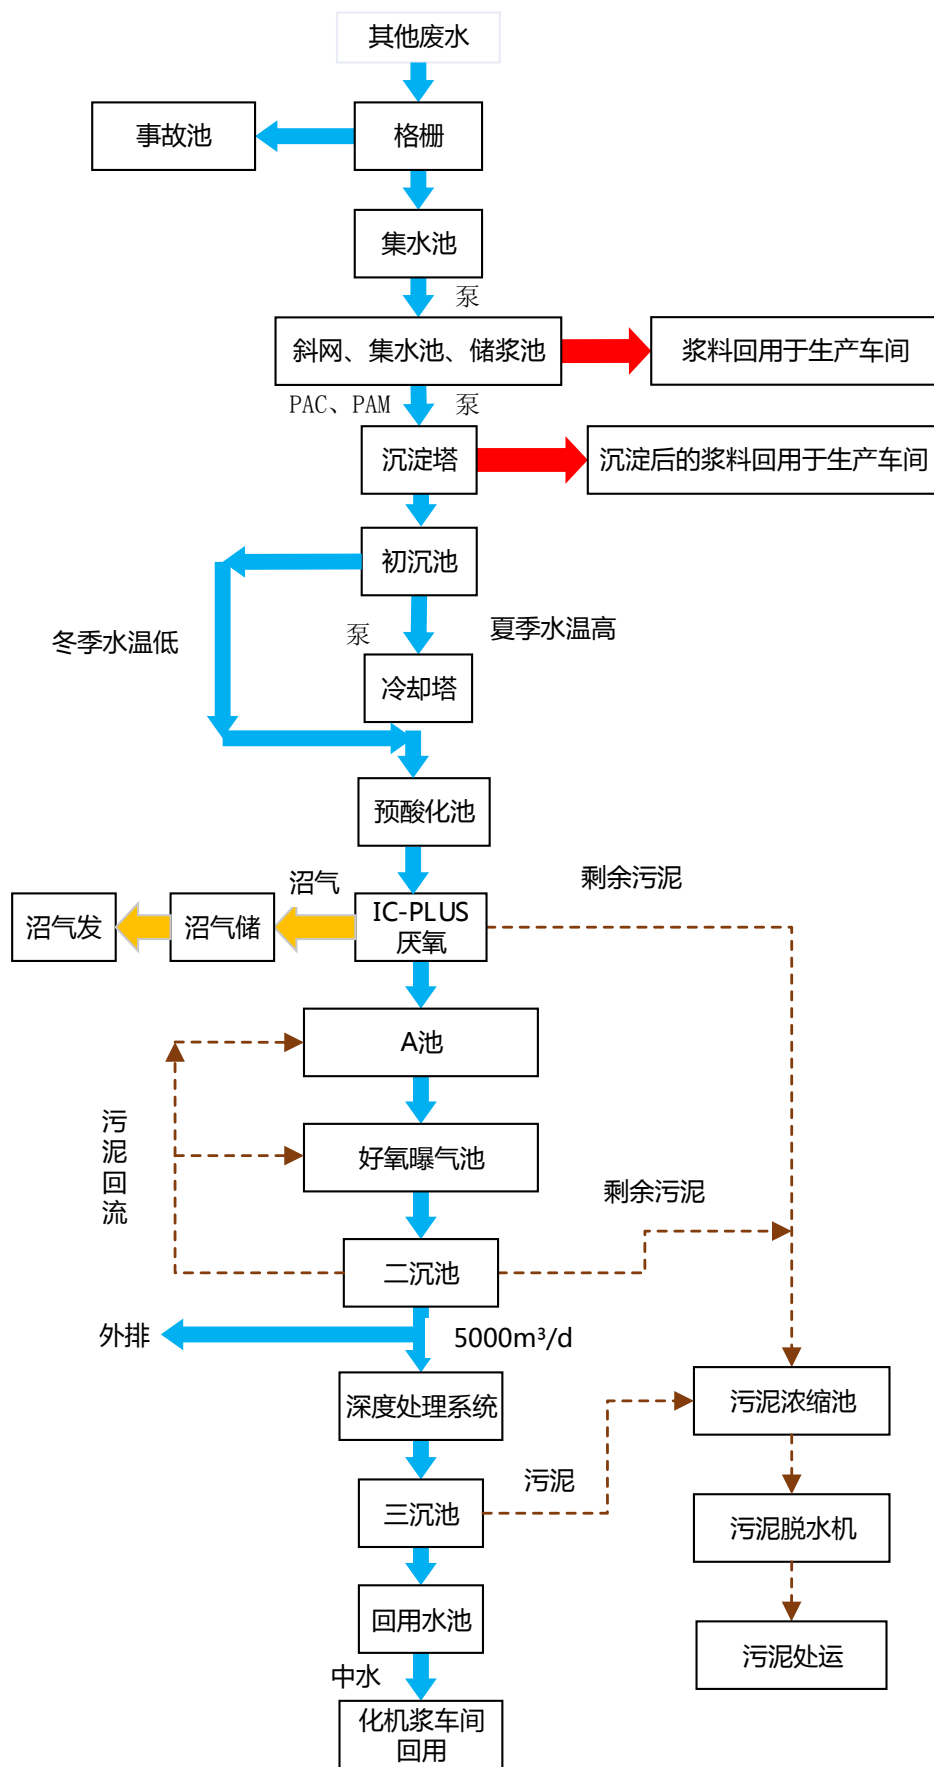 其他废水
事故池
格栅
集水池
泵
斜网、集水池、储浆池
浆料回用于生产车间
PAC、PAM
泵
沉淀塔
沉淀后的浆料回用于生产车间
初沉池
冬季水温低
泵
夏季水温高
冷却塔
预酸化池
沼气
剩余污泥
沼气发
沼气储
IC-PLUS
厌氧
A池
污
泥
回
流
好氧曝气池
剩余污泥
二沉池
外排
5000m³/d
深度处理系统
污泥浓缩池
污泥
三沉池
污泥脱水机
回用水池
污泥处运
中水
化机浆车间
回用